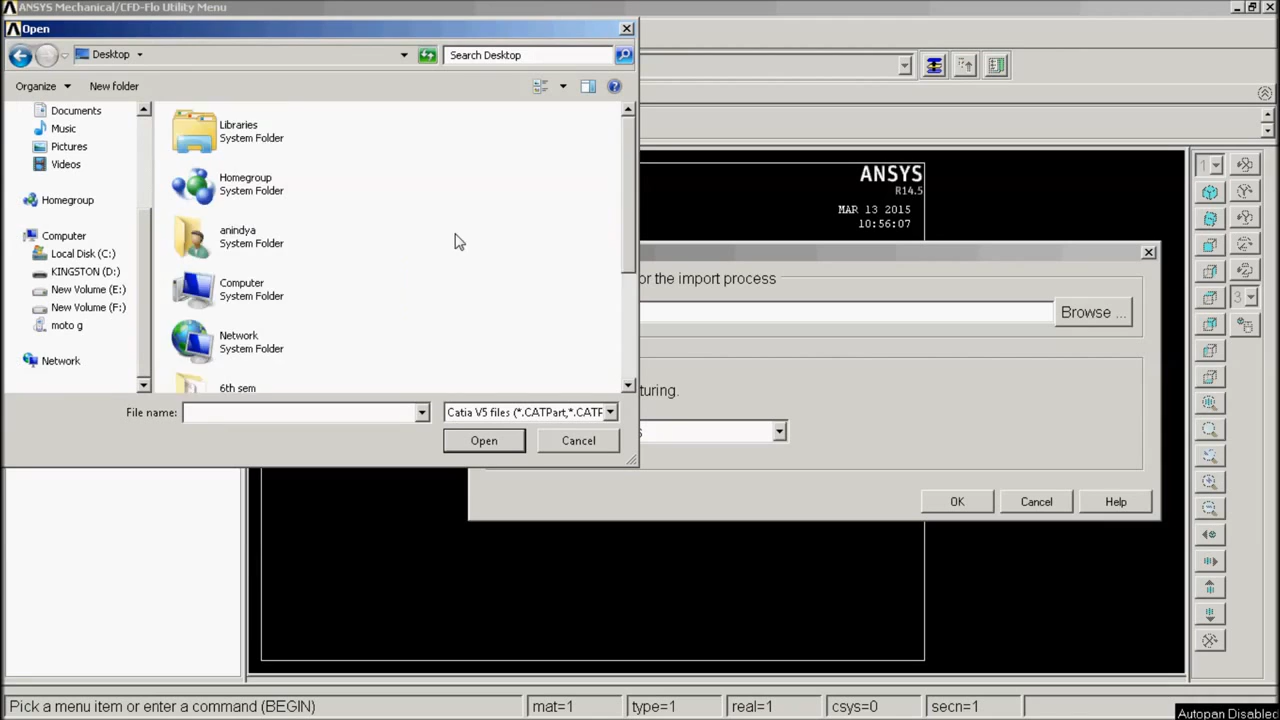 ANSYS Mechanical/CFD-Flo Utility Menu
Open
Desktop
Search Desktop
Organize
New folder
Documents
Music
Pictures
Videos
Homegroup
Computer
Local Disk (C:)
KINGSTON (D:)
New Volume (E:)
New Volume (F:)
moto g
Network
Libraries
System Folder
Homegroup
System Folder
anindya
System Folder
Computer
System Folder
Network
System Folder
6th sem
File name:
Catia V5 files (*.CATPart,*.CATF
Open
Cancel
ANSYS
R14.5
MAR 13 2015
10:56:07
or the import process
Browse ...
turing.
OK
Cancel
Help
1
3
Pick a menu item or enter a command (BEGIN)
mat=1
type=1
real=1
csys=0
secn=1
Autopan Disabled